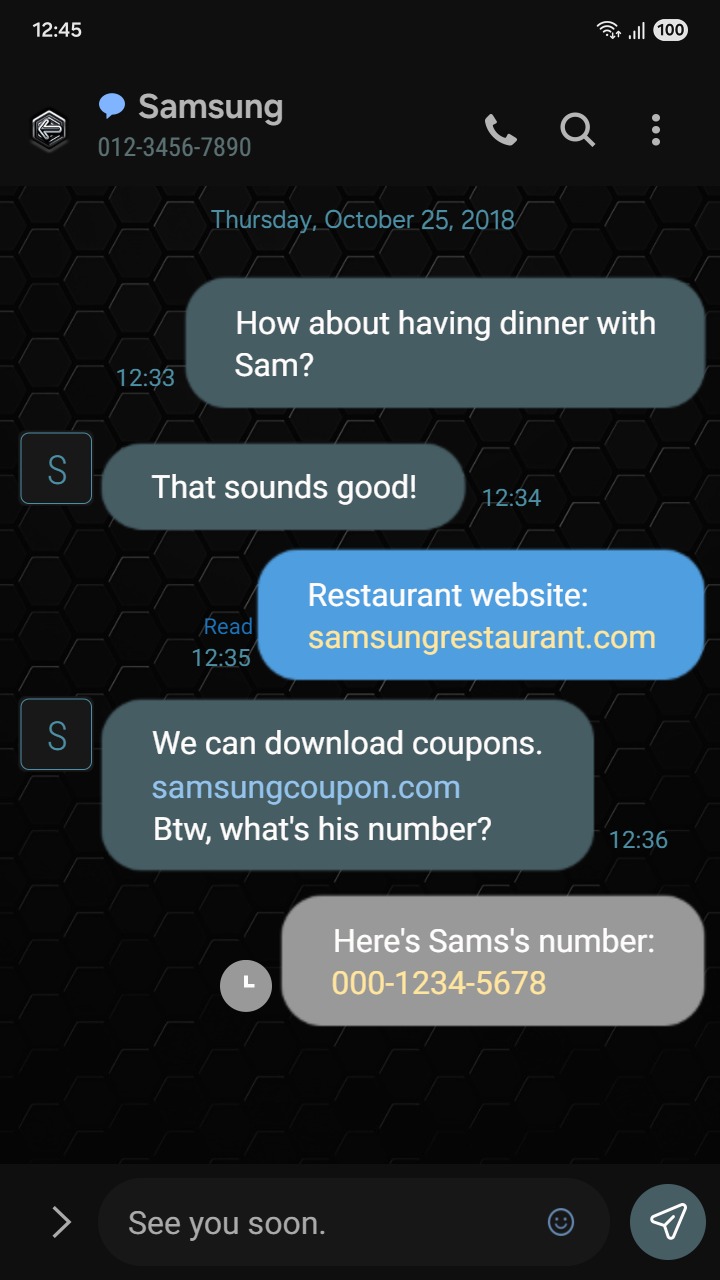 12:45
100
Samsung
012-3456-7890
Thursday, October 25, 2018
How about having dinner with
Sam?
12:33
S
That sounds good!
12:34
Restaurant website:
samsungrestaurant.com
Read
12:35
S
We can download coupons.
samsungcoupon.com
Btw, what's his number?
12:36
Here's Sams's number:
000-1234-5678
See you soon.